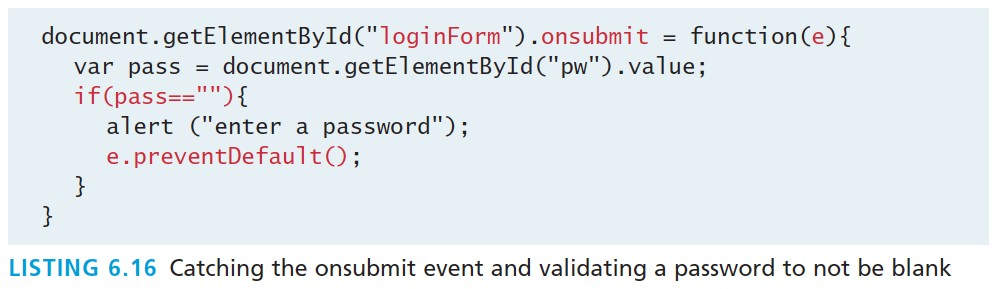 document.getElementById("loginForm").onsubmit = function(e){
var pass = document.getElementById("pw").value;
if(pass==""){
alert ("enter a password");
e.preventDefault();
}
}
LISTING 6.16 Catching the onsubmit event and validating a password to not be blank